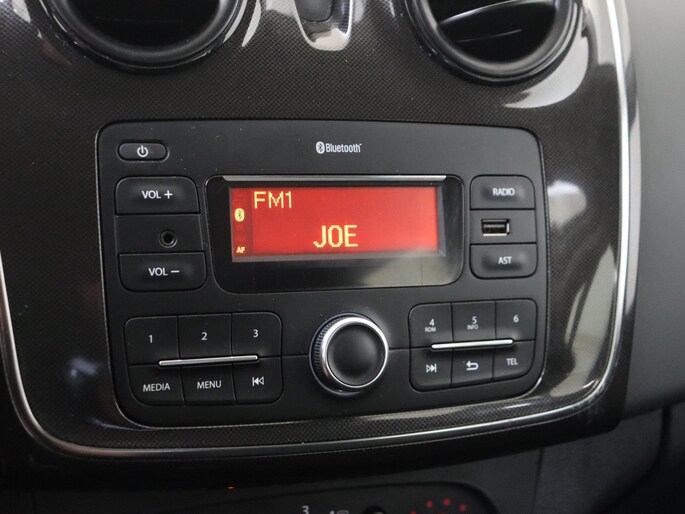 Bluetooth
VOL +
FM1
JOE
AF
RADIO
VOL −
AST
1 2 3
4 5 6
RDM INFO
MEDIA MENU
TEL
3